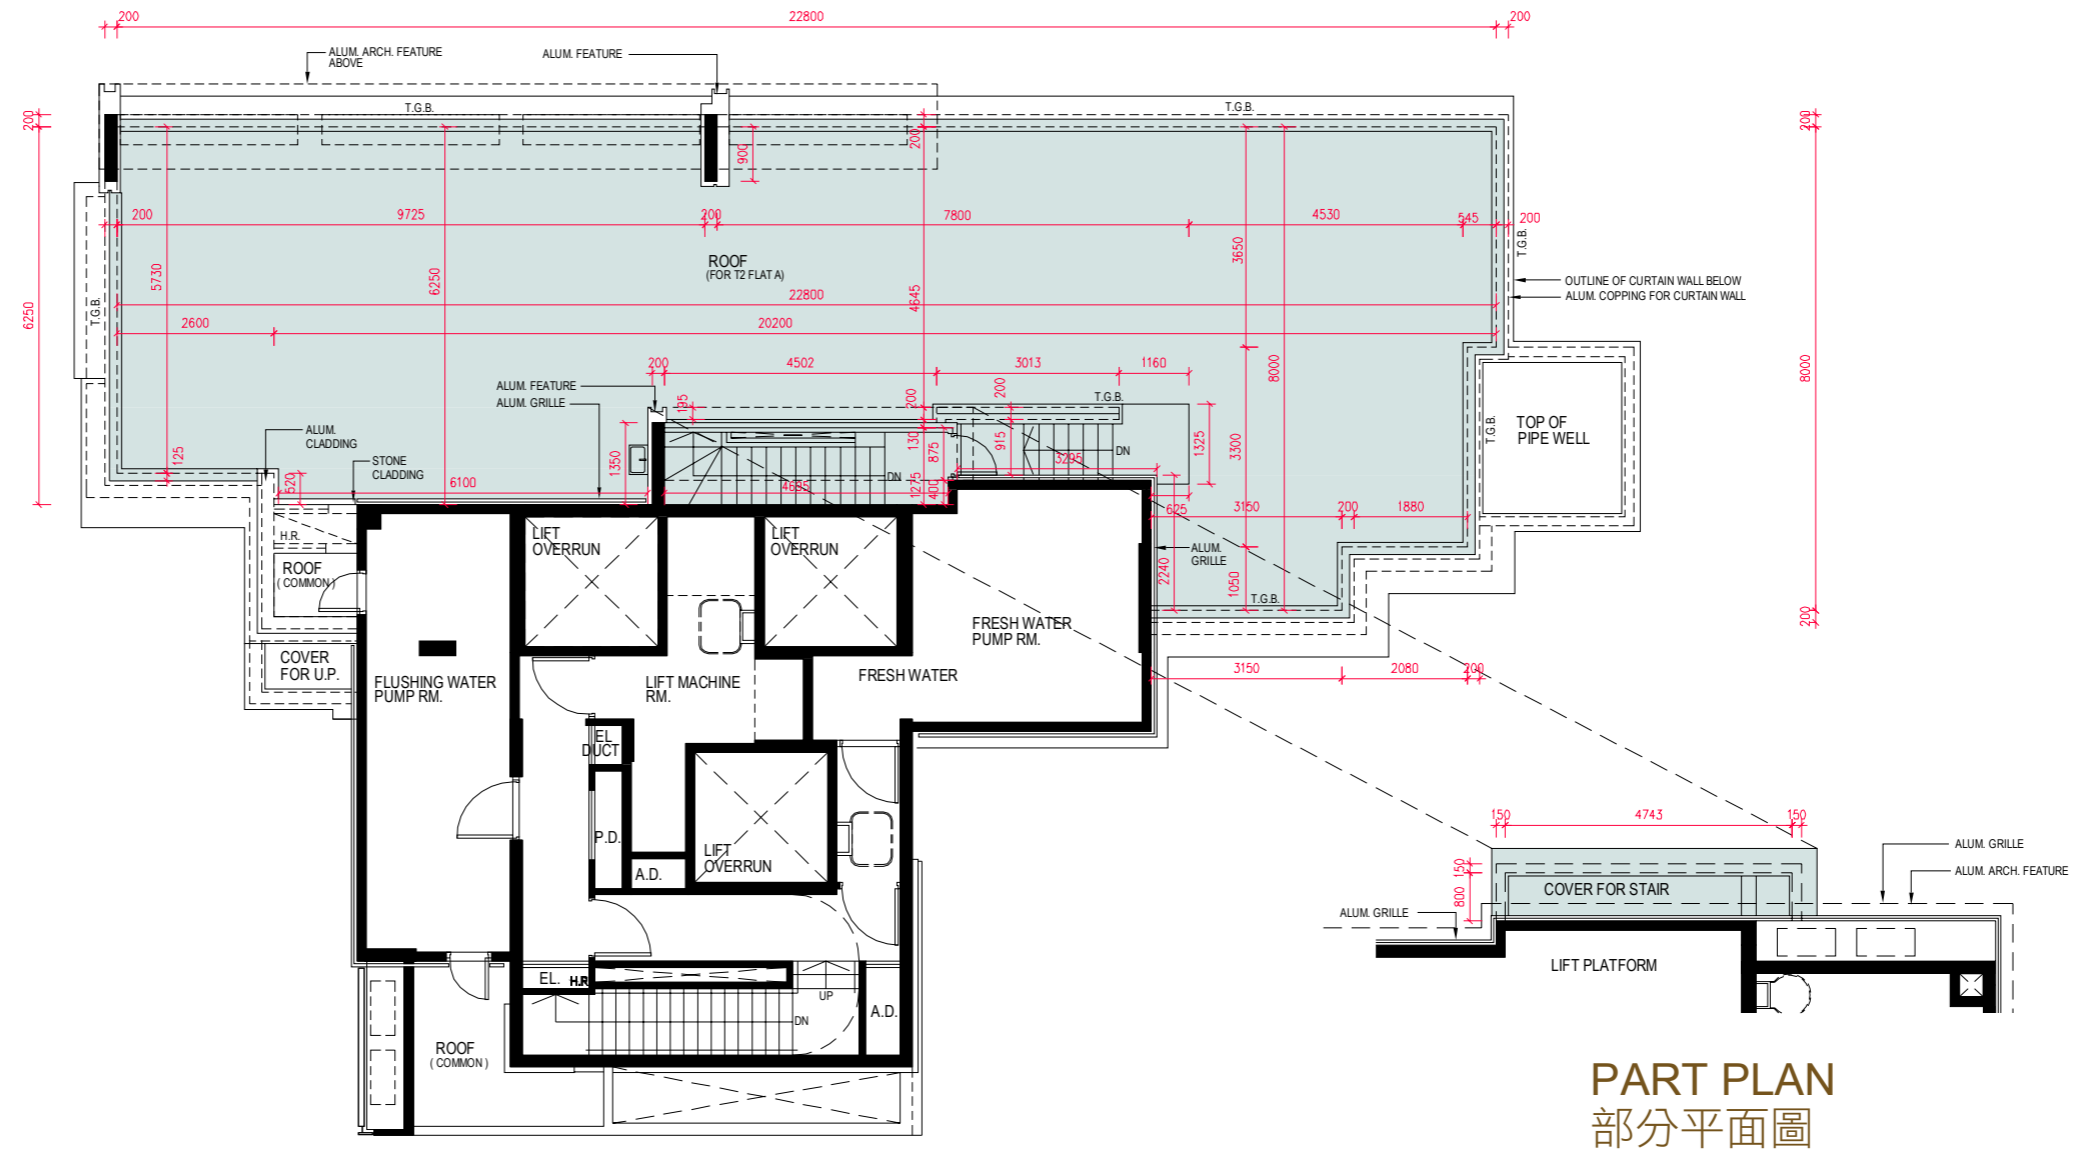 200
22800
200
ALUM. ARCH. FEATURE
ABOVE
ALUM. FEATURE
T.G.B.
T.G.B.
200
200
200
900
200
9725
200
7800
4530
545
200
T.G.B.
3650
ROOF
(FOR T2 FLAT A)
5730
6250
OUTLINE OF CURTAIN WALL BELOW
ALUM. COPPING FOR CURTAIN WALL
6250
T.G.B.
22800
4645
2600
20200
200
4502
3013
1160
8000
8000
ALUM. FEATURE
ALUM. GRILLE
195
200
200
T.G.B.
ALUM.
CLADDING
STONE
CLADDING
125
520
1350
130
875
915
1325
3300
T.G.B.
TOP OF
PIPE WELL
DN
DN
3295
6100
4695
1275
400
625
3150
200
1880
H.R.
LIFT
OVERRUN
LIFT
OVERRUN
ALUM.
GRILLE
ROOF
( COMMON )
2240
1050
T.G.B.
200
FRESH WATER
PUMP RM.
COVER
FOR U.P.
FLUSHING WATER
PUMP RM.
LIFT MACHINE
RM.
FRESH WATER
3150
2080
200
EL
DUCT
P.D.
LIFT
OVERRUN
A.D.
150
4743
150
ALUM. GRILLE
ALUM. ARCH. FEATURE
150
800
COVER FOR STAIR
ALUM. GRILLE
LIFT PLATFORM
EL.
H.R
UP
DN
A.D.
ROOF
( COMMON )
PART PLAN
部分平面圖